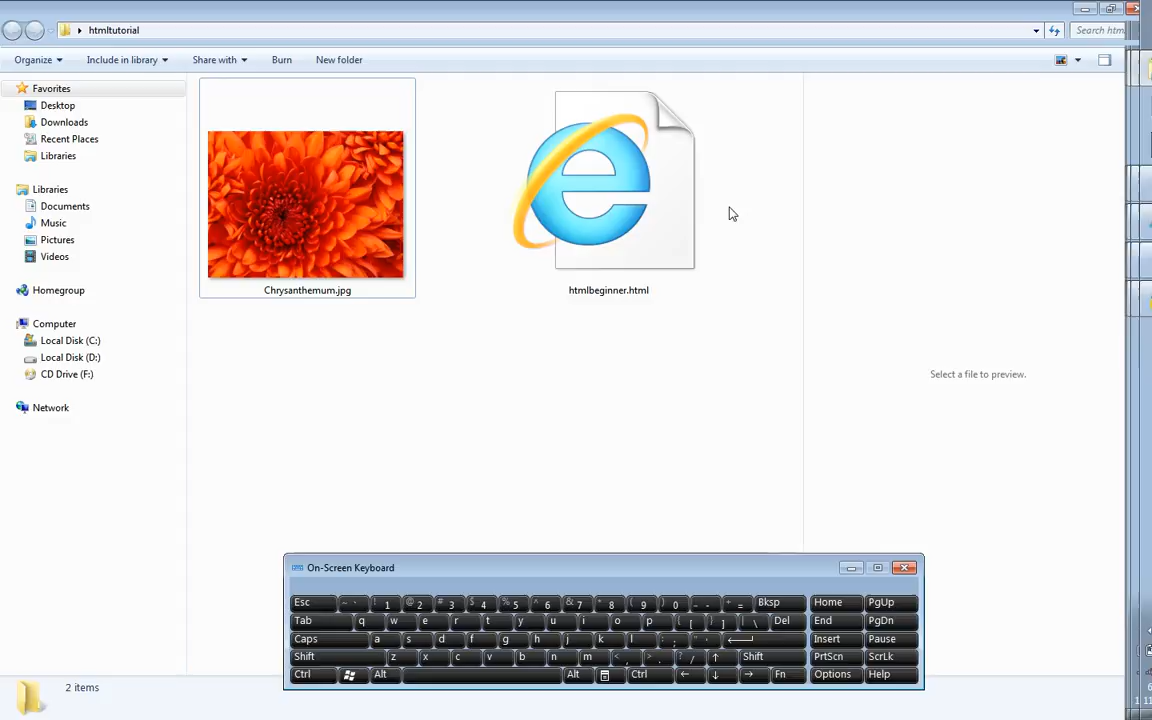 htmltutorial
Search htm
Organize
Include in library
Share with
Burn
New folder
Favorites
Desktop
Downloads
Recent Places
Libraries
Libraries
Documents
Music
Pictures
Videos
Homegroup
Computer
Local Disk (C:)
Local Disk (D:)
CD Drive (F:)
Network
Chrysanthemum.jpg
htmlbeginner.html
Select a file to preview.
On-Screen Keyboard
Esc ~ ` ! 1 @ 2 # 3 $ 4 % 5 ^ 6 & 7 * 8 ( 9 ) 0 _ - + = Bksp Home PgUp
Tab q w e r t y u i o p { [ } ] | \ Del End PgDn
Caps a s d f g h j k l : ; " ' Insert Pause
Shift z x c v b n m < , > . ? / ↑ Shift PrtScn ScrLk
Ctrl Alt Alt Ctrl ← ↓ → Fn Options Help
2 items